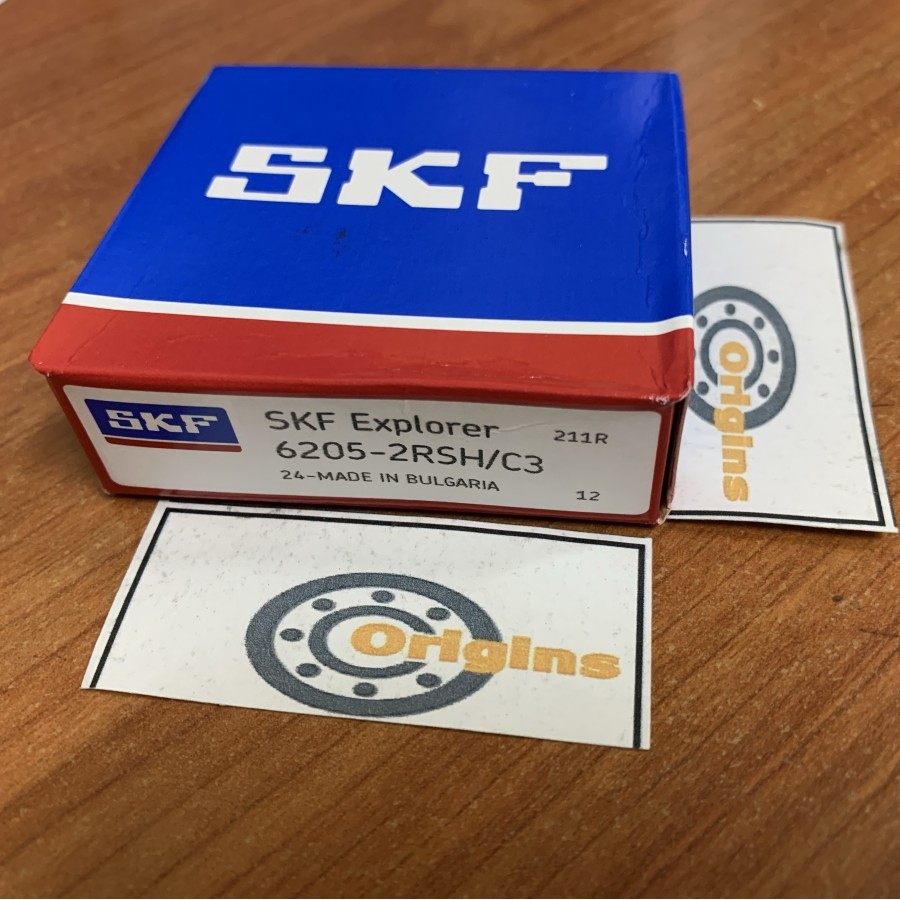 SKF
SKF
SKF Explorer
211R
6205-2RSH/C3
24-MADE IN BULGARIA
12
Origins
Origins